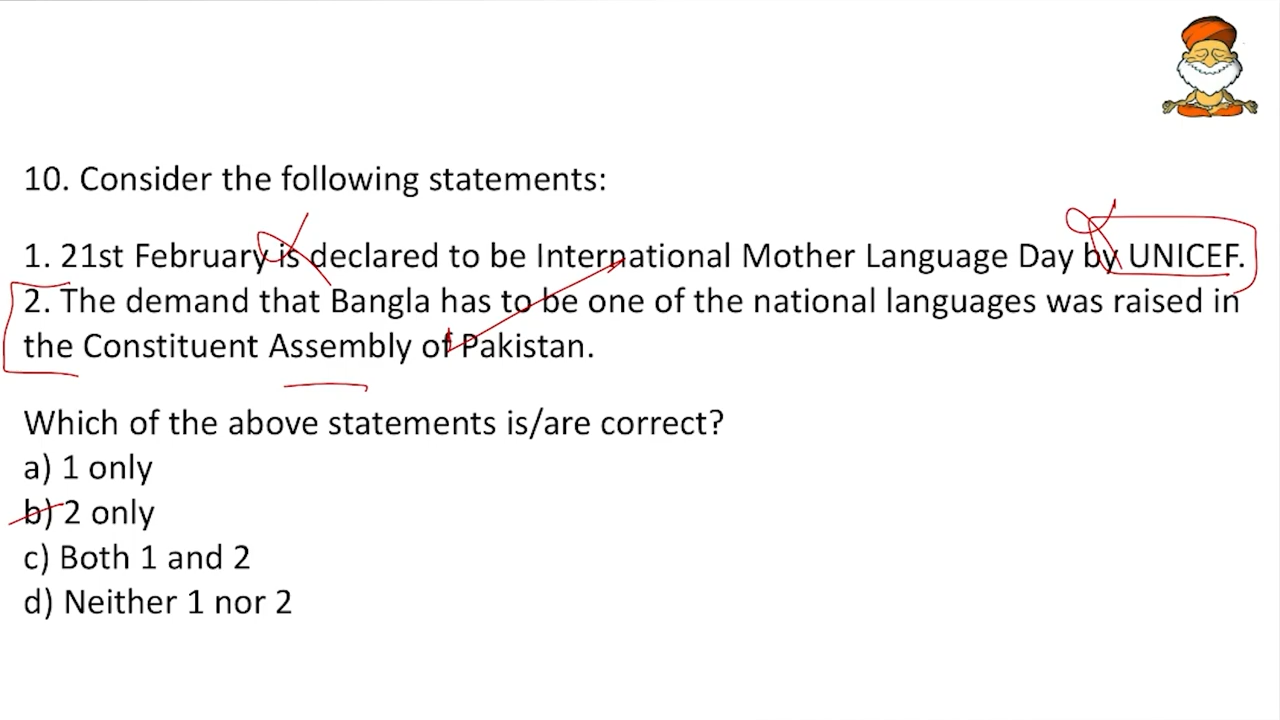 10. Consider the following statements:
1. 21st February is declared to be International Mother Language Day by UNICEF.
2. The demand that Bangla has to be one of the national languages was raised in
the Constituent Assembly of Pakistan.
Which of the above statements is/are correct?
a) 1 only
b) 2 only
c) Both 1 and 2
d) Neither 1 nor 2